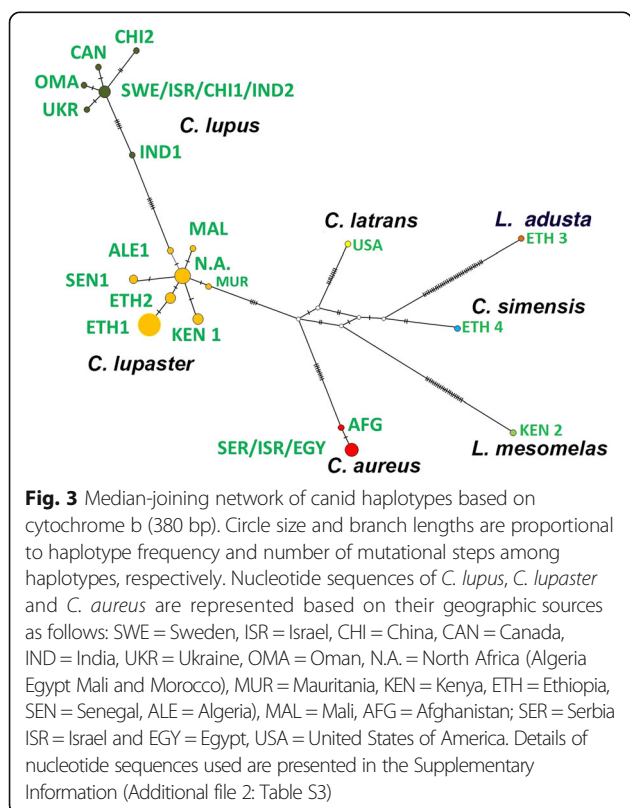 CHI2
CAN
OMA
SWE/ISR/CHI1/IND2
UKR
C. lupus
IND1
MAL
ALE1
N.A.
SEN1
MUR
ETH2
ETH1
KEN 1
C. lupaster
C. latrans
USA
L. adusta
ETH 3
C. simensis
ETH 4
KEN 2
L. mesomelas
AFG
SER/ISR/EGY
C. aureus
Fig. 3 Median-joining network of canid haplotypes based on
cytochrome b (380 bp). Circle size and branch lengths are proportional
to haplotype frequency and number of mutational steps among
haplotypes, respectively. Nucleotide sequences of C. lupus, C. lupaster
and C. aureus are represented based on their geographic sources
as follows: SWE = Sweden, ISR = Israel, CHI = China, CAN = Canada,
IND = India, UKR = Ukraine, OMA = Oman, N.A. = North Africa (Algeria
Egypt Mali and Morocco), MUR = Mauritania, KEN = Kenya, ETH = Ethiopia,
SEN = Senegal, ALE = Algeria), MAL = Mali, AFG = Afghanistan; SER = Serbia
ISR = Israel and EGY = Egypt, USA = United States of America. Details of
nucleotide sequences used are presented in the Supplementary
Information (Additional file 2: Table S3)